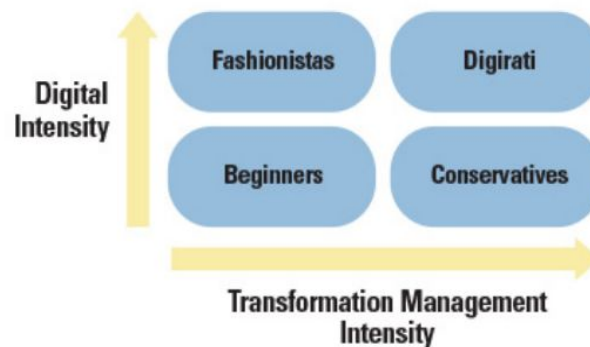 Fashionistas
Digirati
Digital
Intensity
Beginners
Conservatives
Transformation Management
Intensity